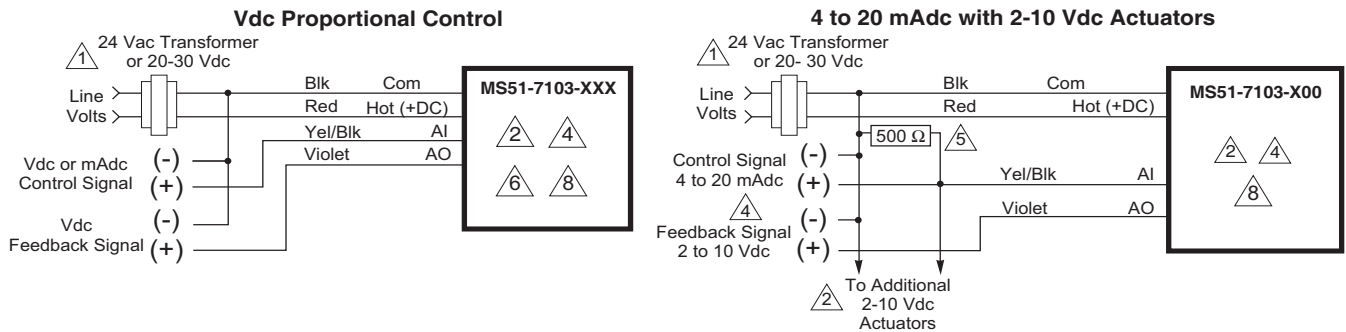 Vdc Proportional Control
1
24 Vac Transformer
or 20-30 Vdc
Line
Volts
Blk Com
Red Hot (+DC)
Yel/Blk AI
Violet AO
Vdc or mAdc
Control Signal
(-)
(+)
Vdc
Feedback Signal
(-)
(+)
MS51-7103-XXX
2 4
6 8
4 to 20 mAdc with 2-10 Vdc Actuators
1
24 Vac Transformer
or 20- 30 Vdc
Line
Volts
Blk Com
Red Hot (+DC)
500 Ω 5
Control Signal
4 to 20 mAdc
(-)
(+)
Yel/Blk AI
4
Feedback Signal
2 to 10 Vdc
(-)
(+)
Violet AO
2
To Additional
2-10 Vdc
Actuators
MS51-7103-X00
2 4
8